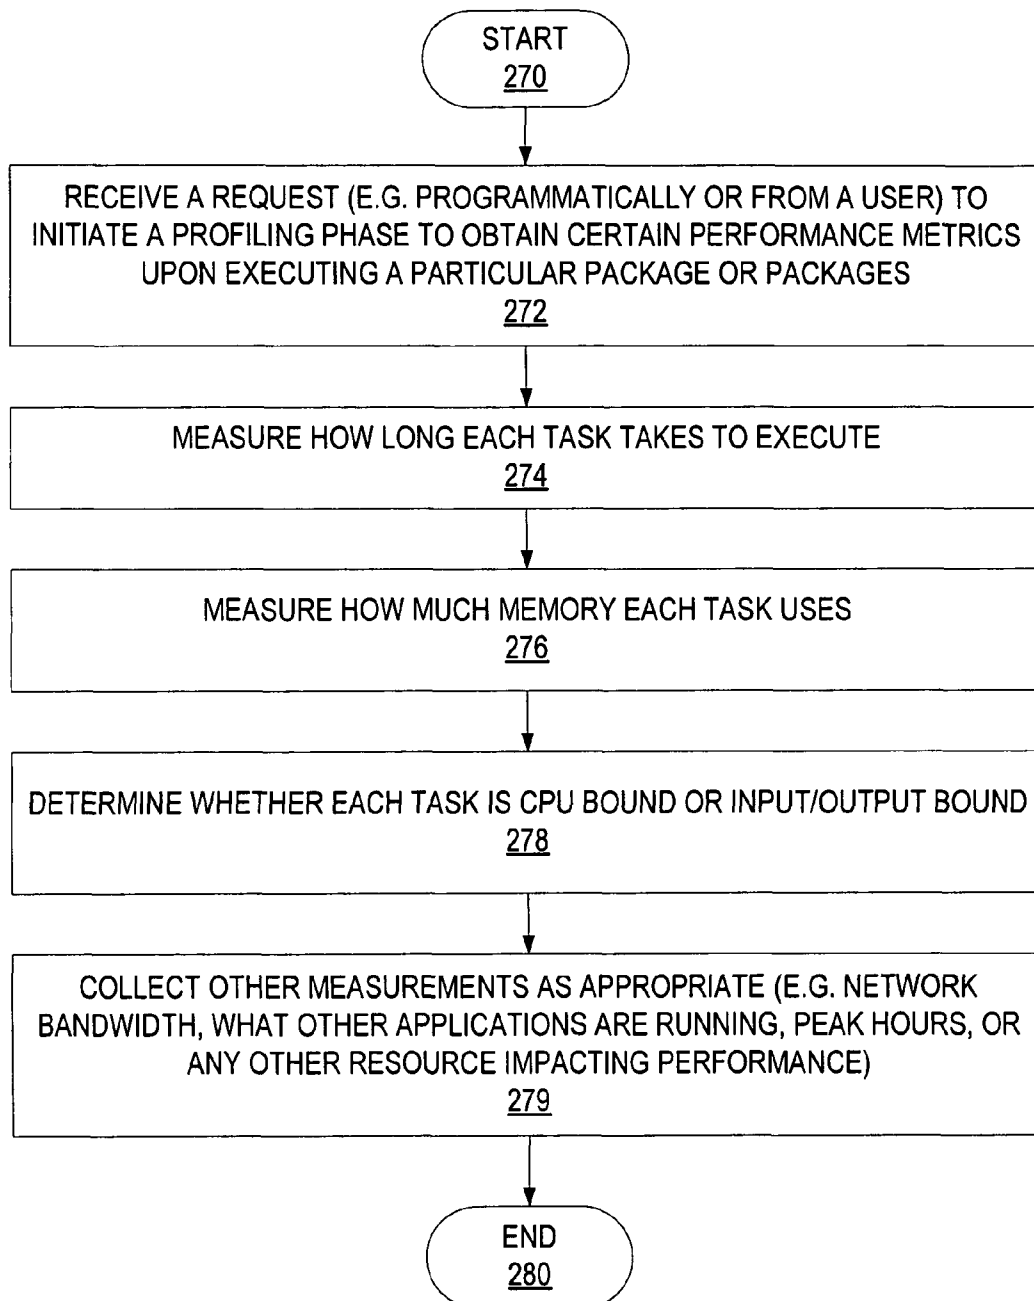 START
270
RECEIVE A REQUEST (E.G. PROGRAMMATICALLY OR FROM A USER) TO
INITIATE A PROFILING PHASE TO OBTAIN CERTAIN PERFORMANCE METRICS
UPON EXECUTING A PARTICULAR PACKAGE OR PACKAGES
272
MEASURE HOW LONG EACH TASK TAKES TO EXECUTE
274
MEASURE HOW MUCH MEMORY EACH TASK USES
276
DETERMINE WHETHER EACH TASK IS CPU BOUND OR INPUT/OUTPUT BOUND
278
COLLECT OTHER MEASUREMENTS AS APPROPRIATE (E.G. NETWORK
BANDWIDTH, WHAT OTHER APPLICATIONS ARE RUNNING, PEAK HOURS, OR
ANY OTHER RESOURCE IMPACTING PERFORMANCE)
279
END
280